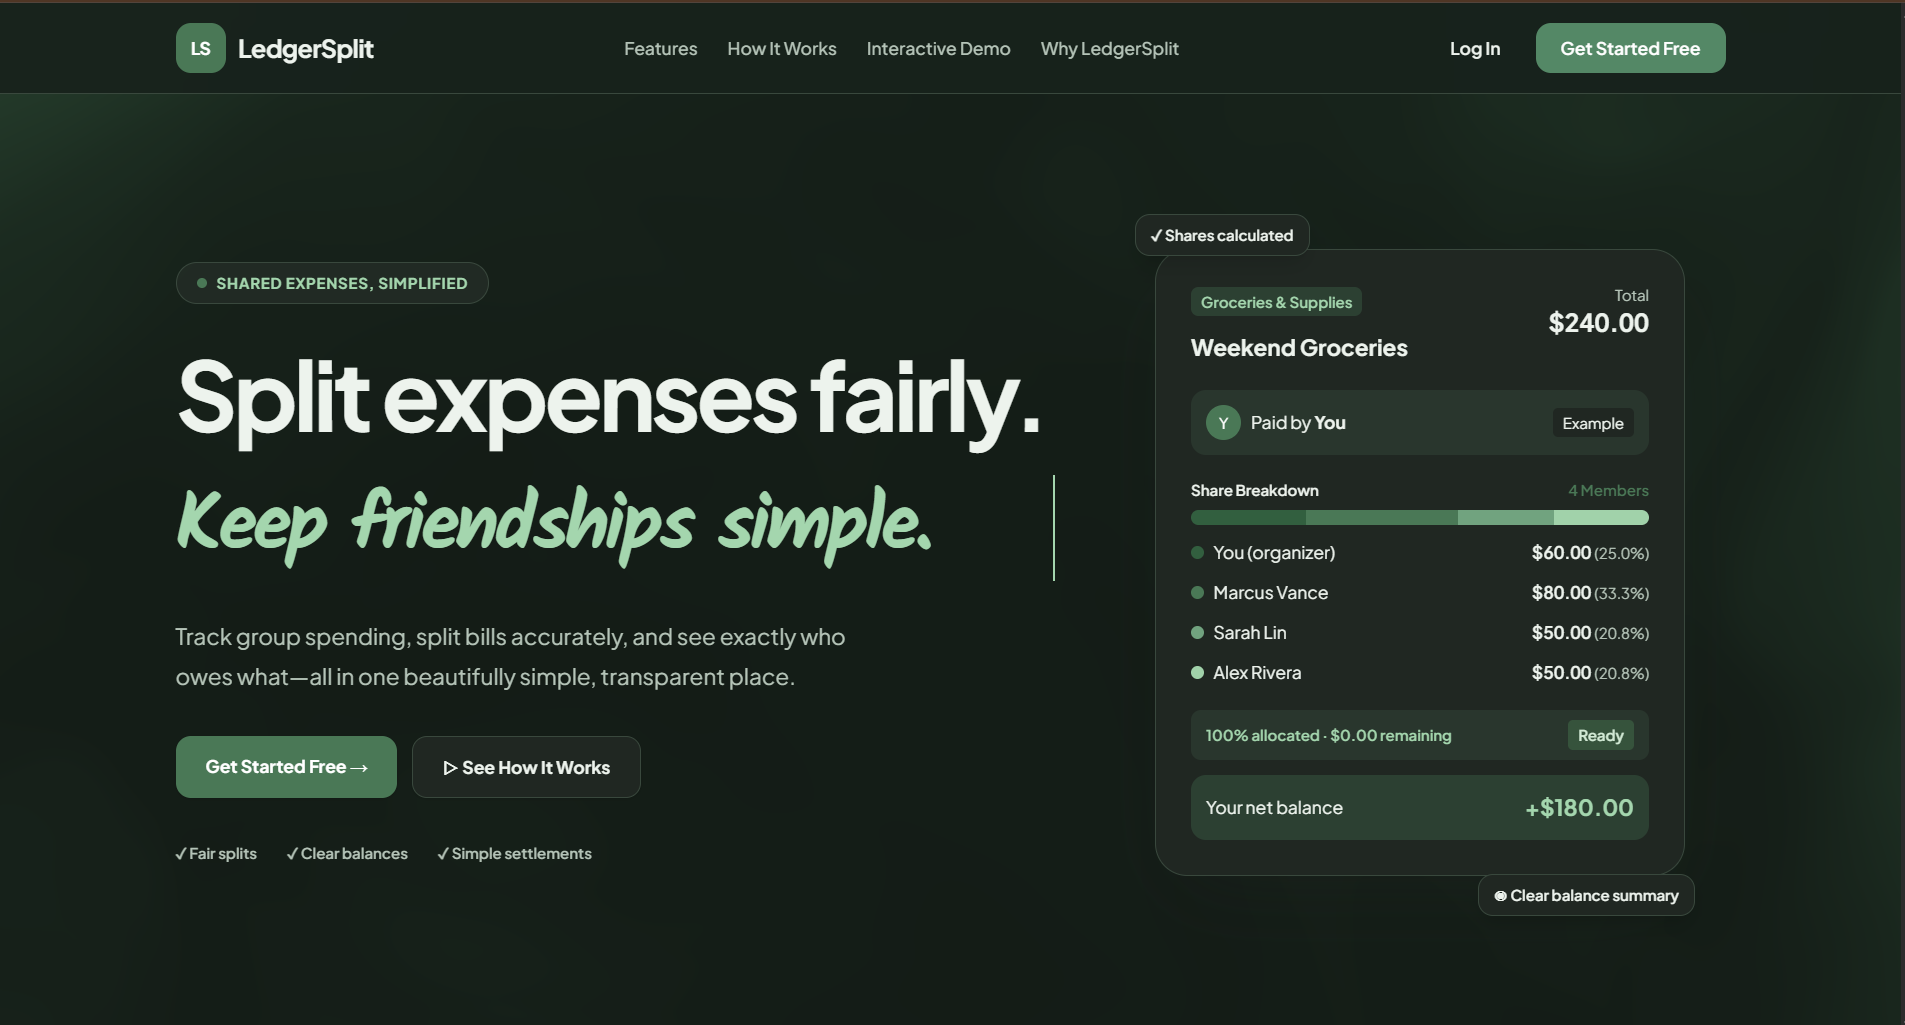 LS LedgerSplit Features How It Works Interactive Demo Why LedgerSplit Log In Get Started Free
SHARED EXPENSES, SIMPLIFIED
Split expenses fairly.
Keep friendships simple.
Track group spending, split bills accurately, and see exactly who
owes what—all in one beautifully simple, transparent place.
Get Started Free → ▷ See How It Works
✓ Fair splits ✓ Clear balances ✓ Simple settlements
✓ Shares calculated
Groceries & Supplies
Total
$240.00
Weekend Groceries
Y Paid by You Example
Share Breakdown 4 Members
You (organizer) $60.00 (25.0%)
Marcus Vance $80.00 (33.3%)
Sarah Lin $50.00 (20.8%)
Alex Rivera $50.00 (20.8%)
100% allocated · $0.00 remaining Ready
Your net balance +$180.00
Clear balance summary